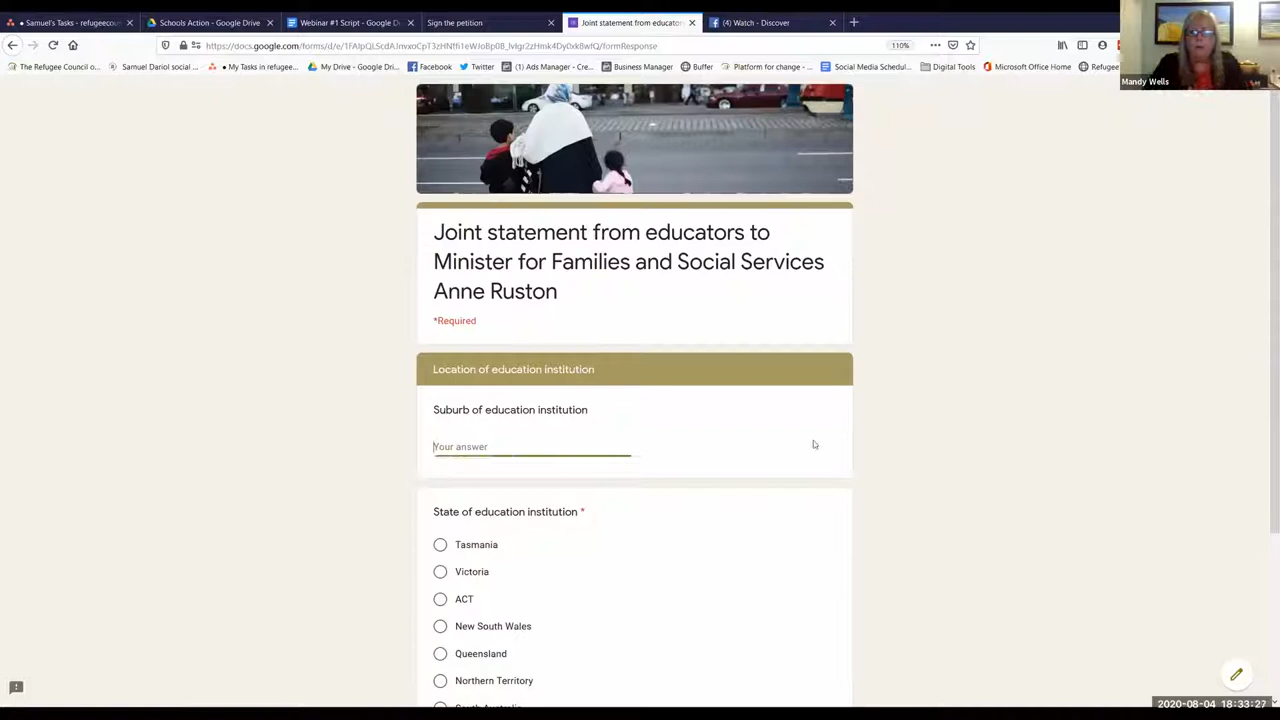 ● Samuel's Tasks - refugeecou
Schools Action - Google Drive
Webinar #1 Script - Google D
Sign the petition
Joint statement from educators
(4) Watch - Discover
110%
The Refugee Council o...
Samuel Dariol social ...
● My Tasks in refugee...
My Drive - Google Dri...
Facebook
Twitter
(1) Ads Manager - Cre...
Business Manager
Buffer
Platform for change - ...
Social Media Schedul...
Digital Tools
Microsoft Office Home
Refugee
Mandy Wells
Joint statement from educators to
Minister for Families and Social Services
Anne Ruston
*Required
Location of education institution
Suburb of education institution
Your answer
State of education institution *
Tasmania
Victoria
ACT
New South Wales
Queensland
Northern Territory
South Australia
2020-08-04 18:33:27